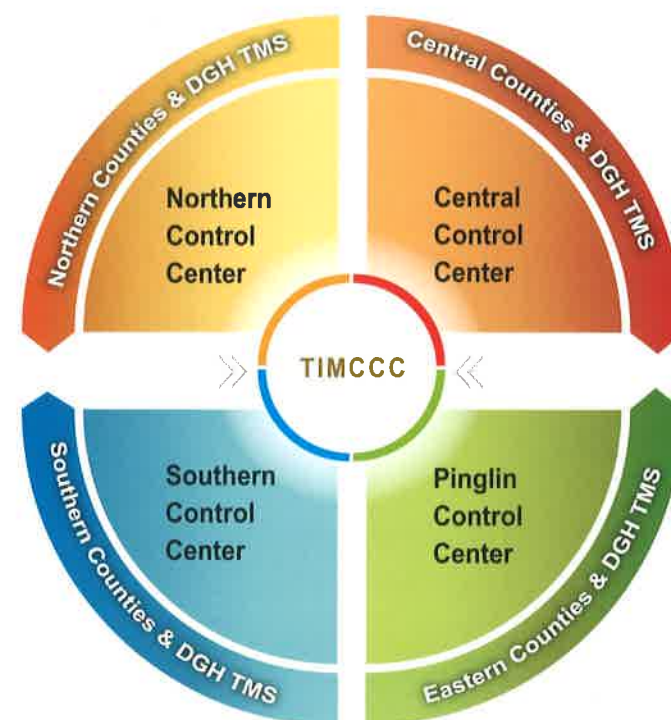 Northern Counties & DGH TMS
Central Counties & DGH TMS
Northern
Control
Center
Central
Control
Center
TIMCCC
Southern
Control
Center
Pinglin
Control
Center
Southern Counties & DGH TMS
Eastern Counties & DGH TMS